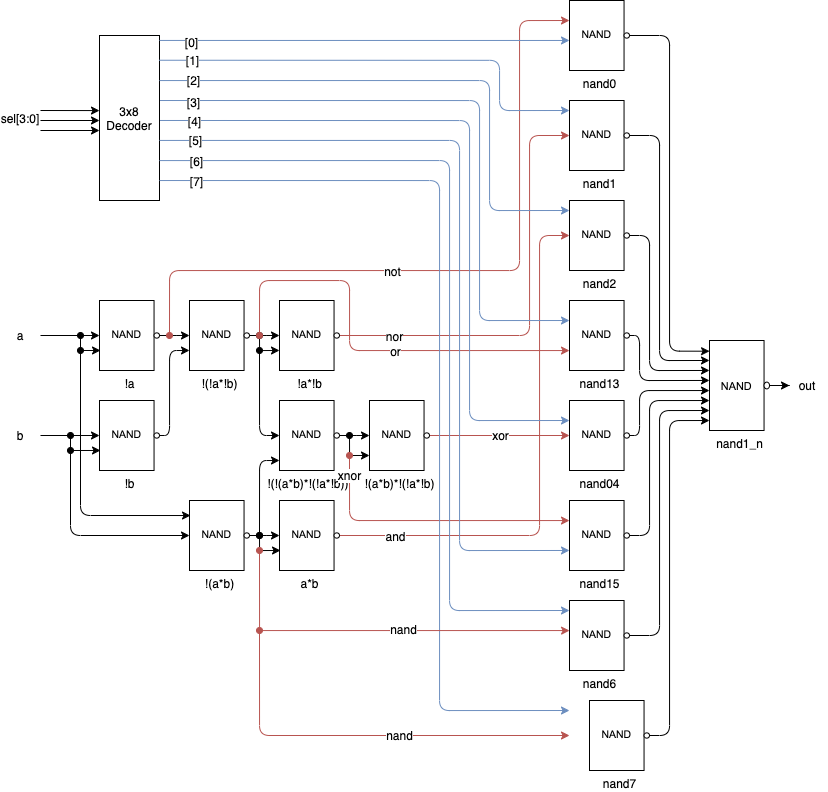 [0]
NAND
nand0
[1]
[2]
[3]
3x8
Decoder
sel[3:0]
[4]
NAND
[5]
[6]
[7]
nand1
NAND
nand2
not
a
NAND
NAND
NAND
nor
NAND
or
!a
!(!a*!b)
!a*!b
nand13
NAND
out
nand1_n
b
NAND
NAND
NAND
xor
NAND
!b
!(!(a*b)*!(!a*!b))
xnor
!(a*b)*!(!a*!b)
nand04
NAND
NAND
and
NAND
!(a*b)
a*b
nand15
nand
NAND
nand6
nand
NAND
nand7